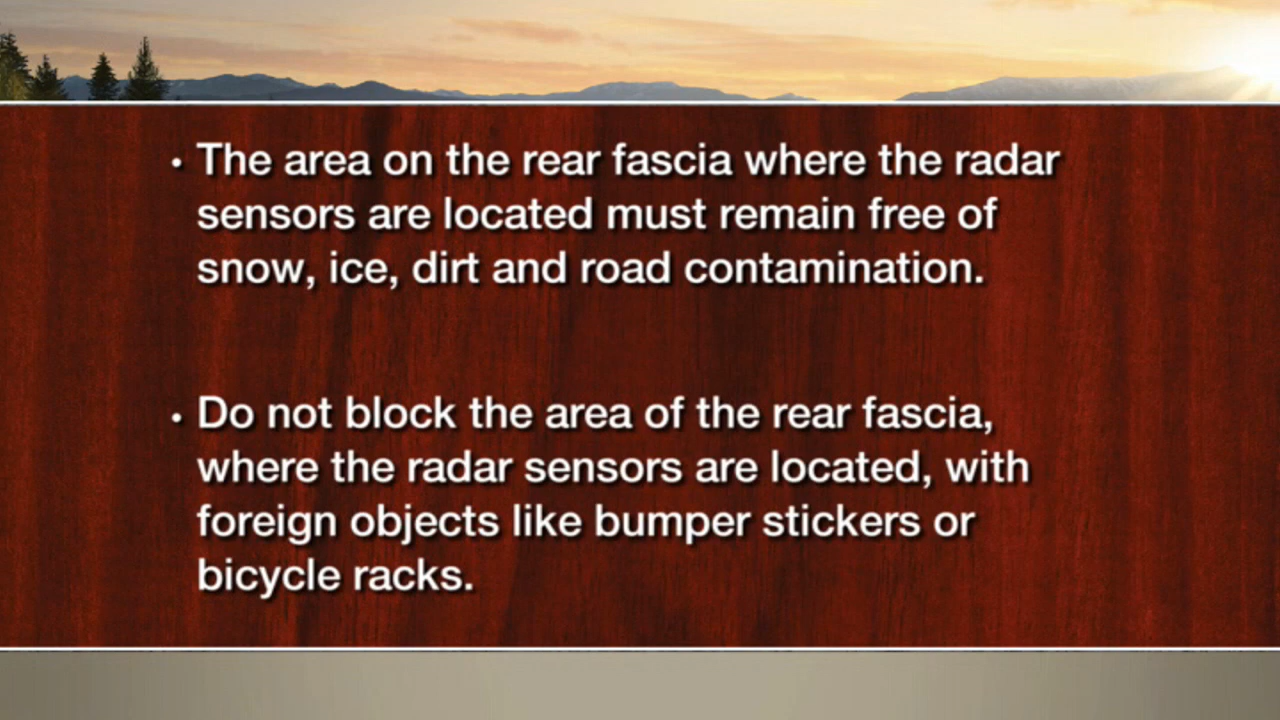 • The area on the rear fascia where the radar
sensors are located must remain free of
snow, ice, dirt and road contamination.
• Do not block the area of the rear fascia,
where the radar sensors are located, with
foreign objects like bumper stickers or
bicycle racks.